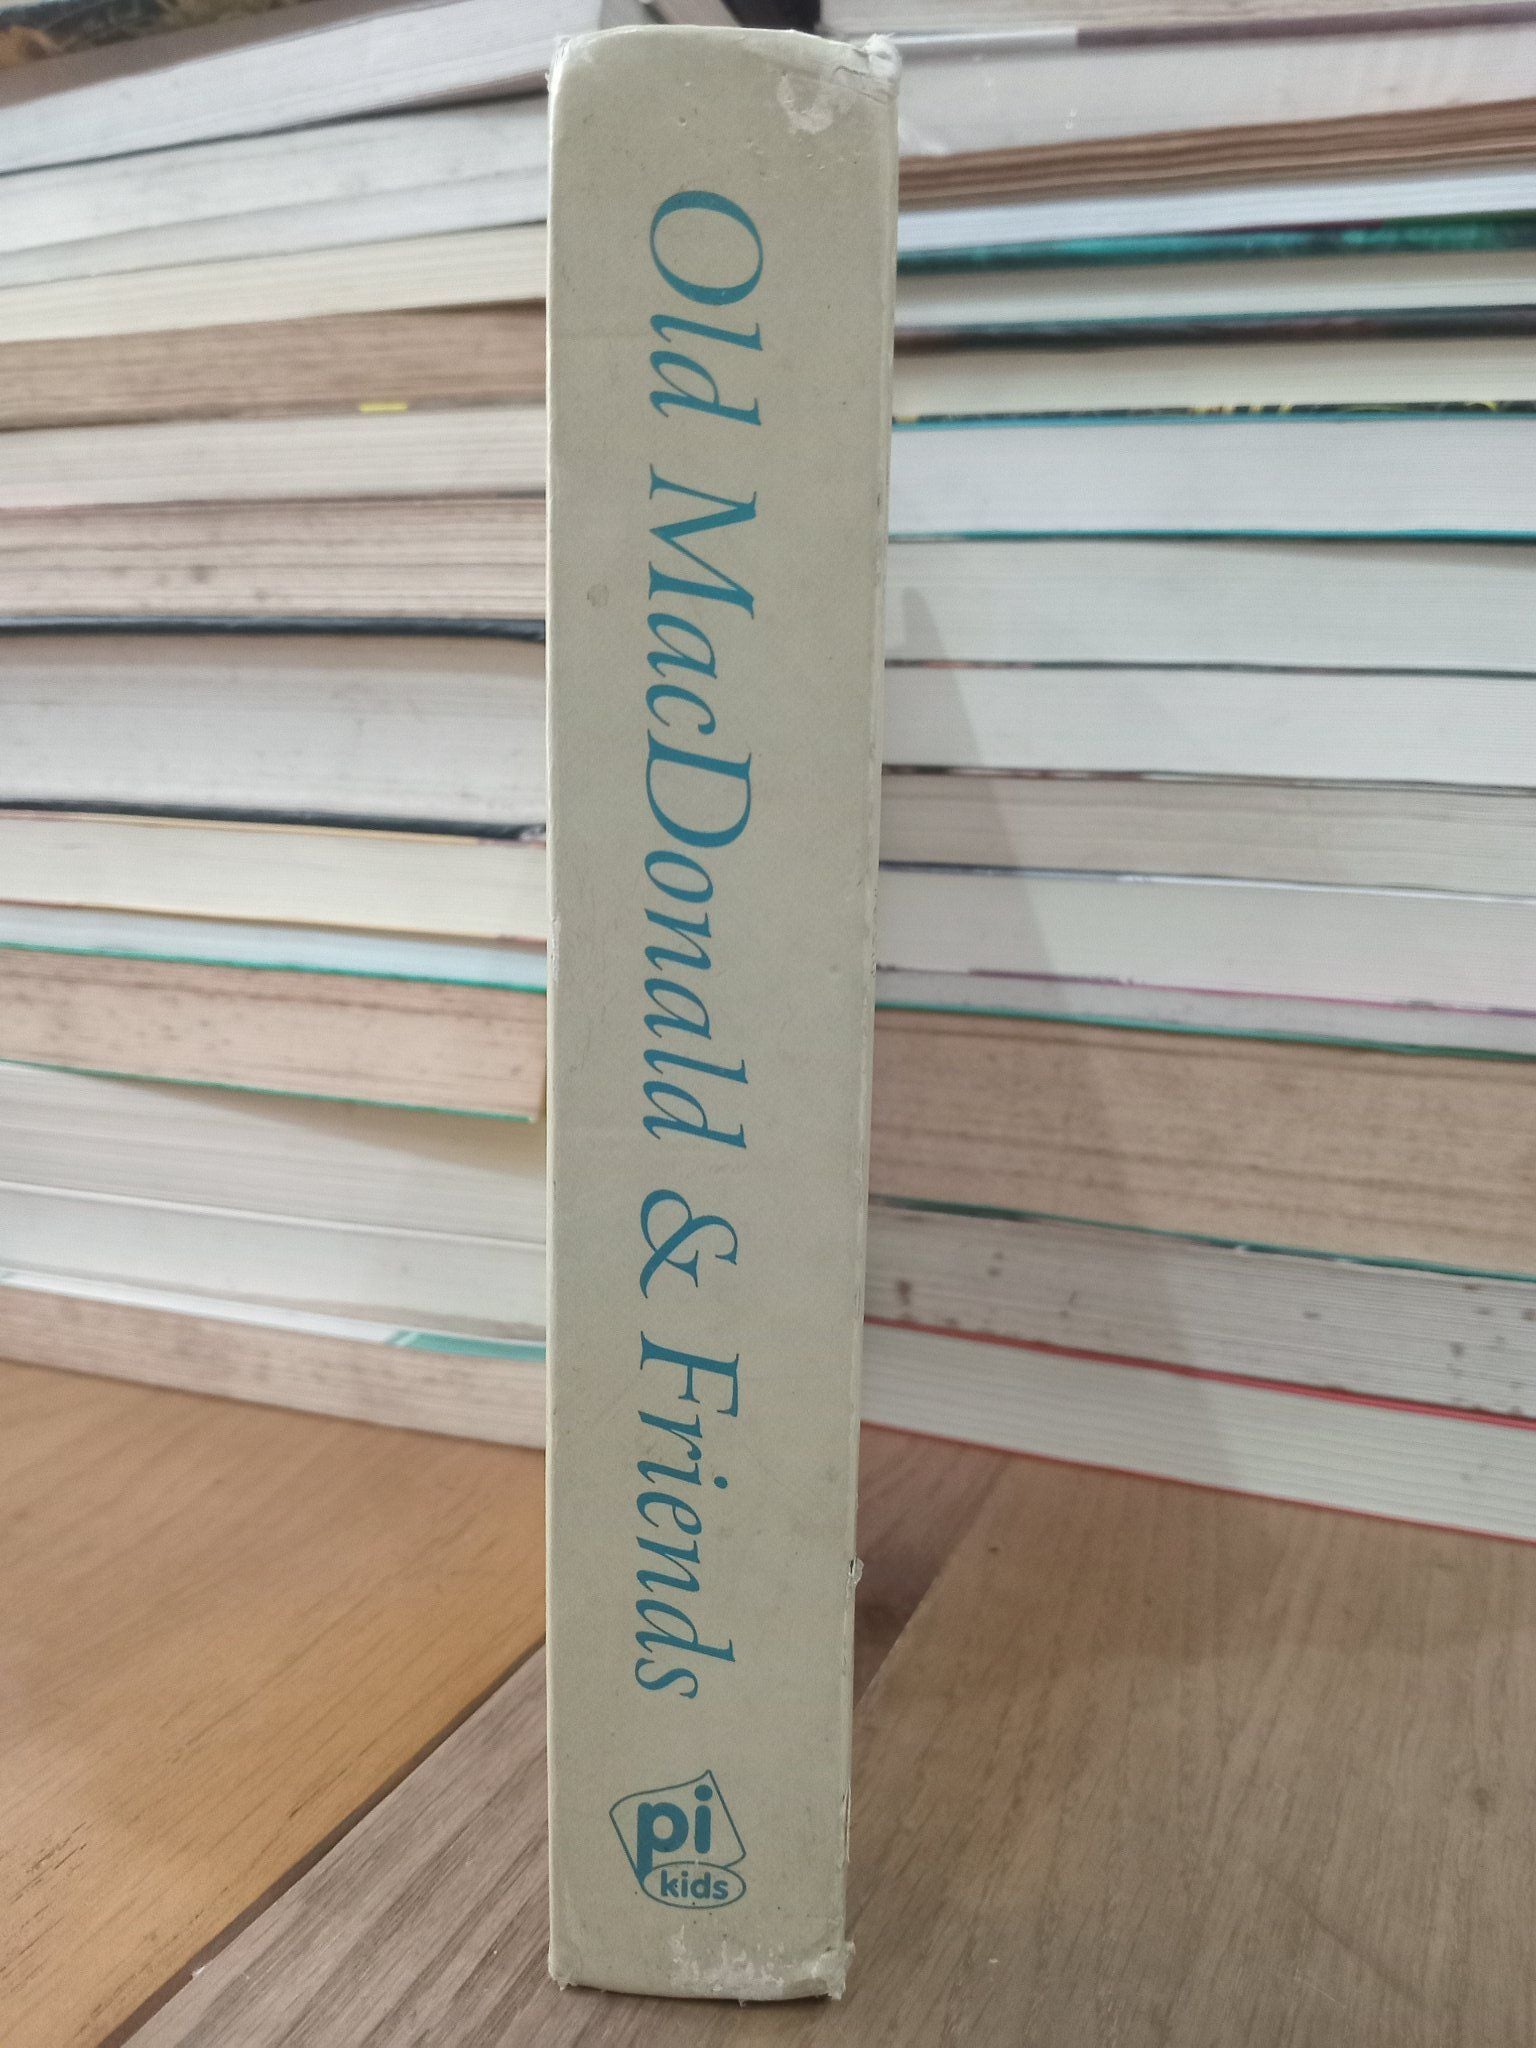 Old MacDonald & Friends
pi
kids